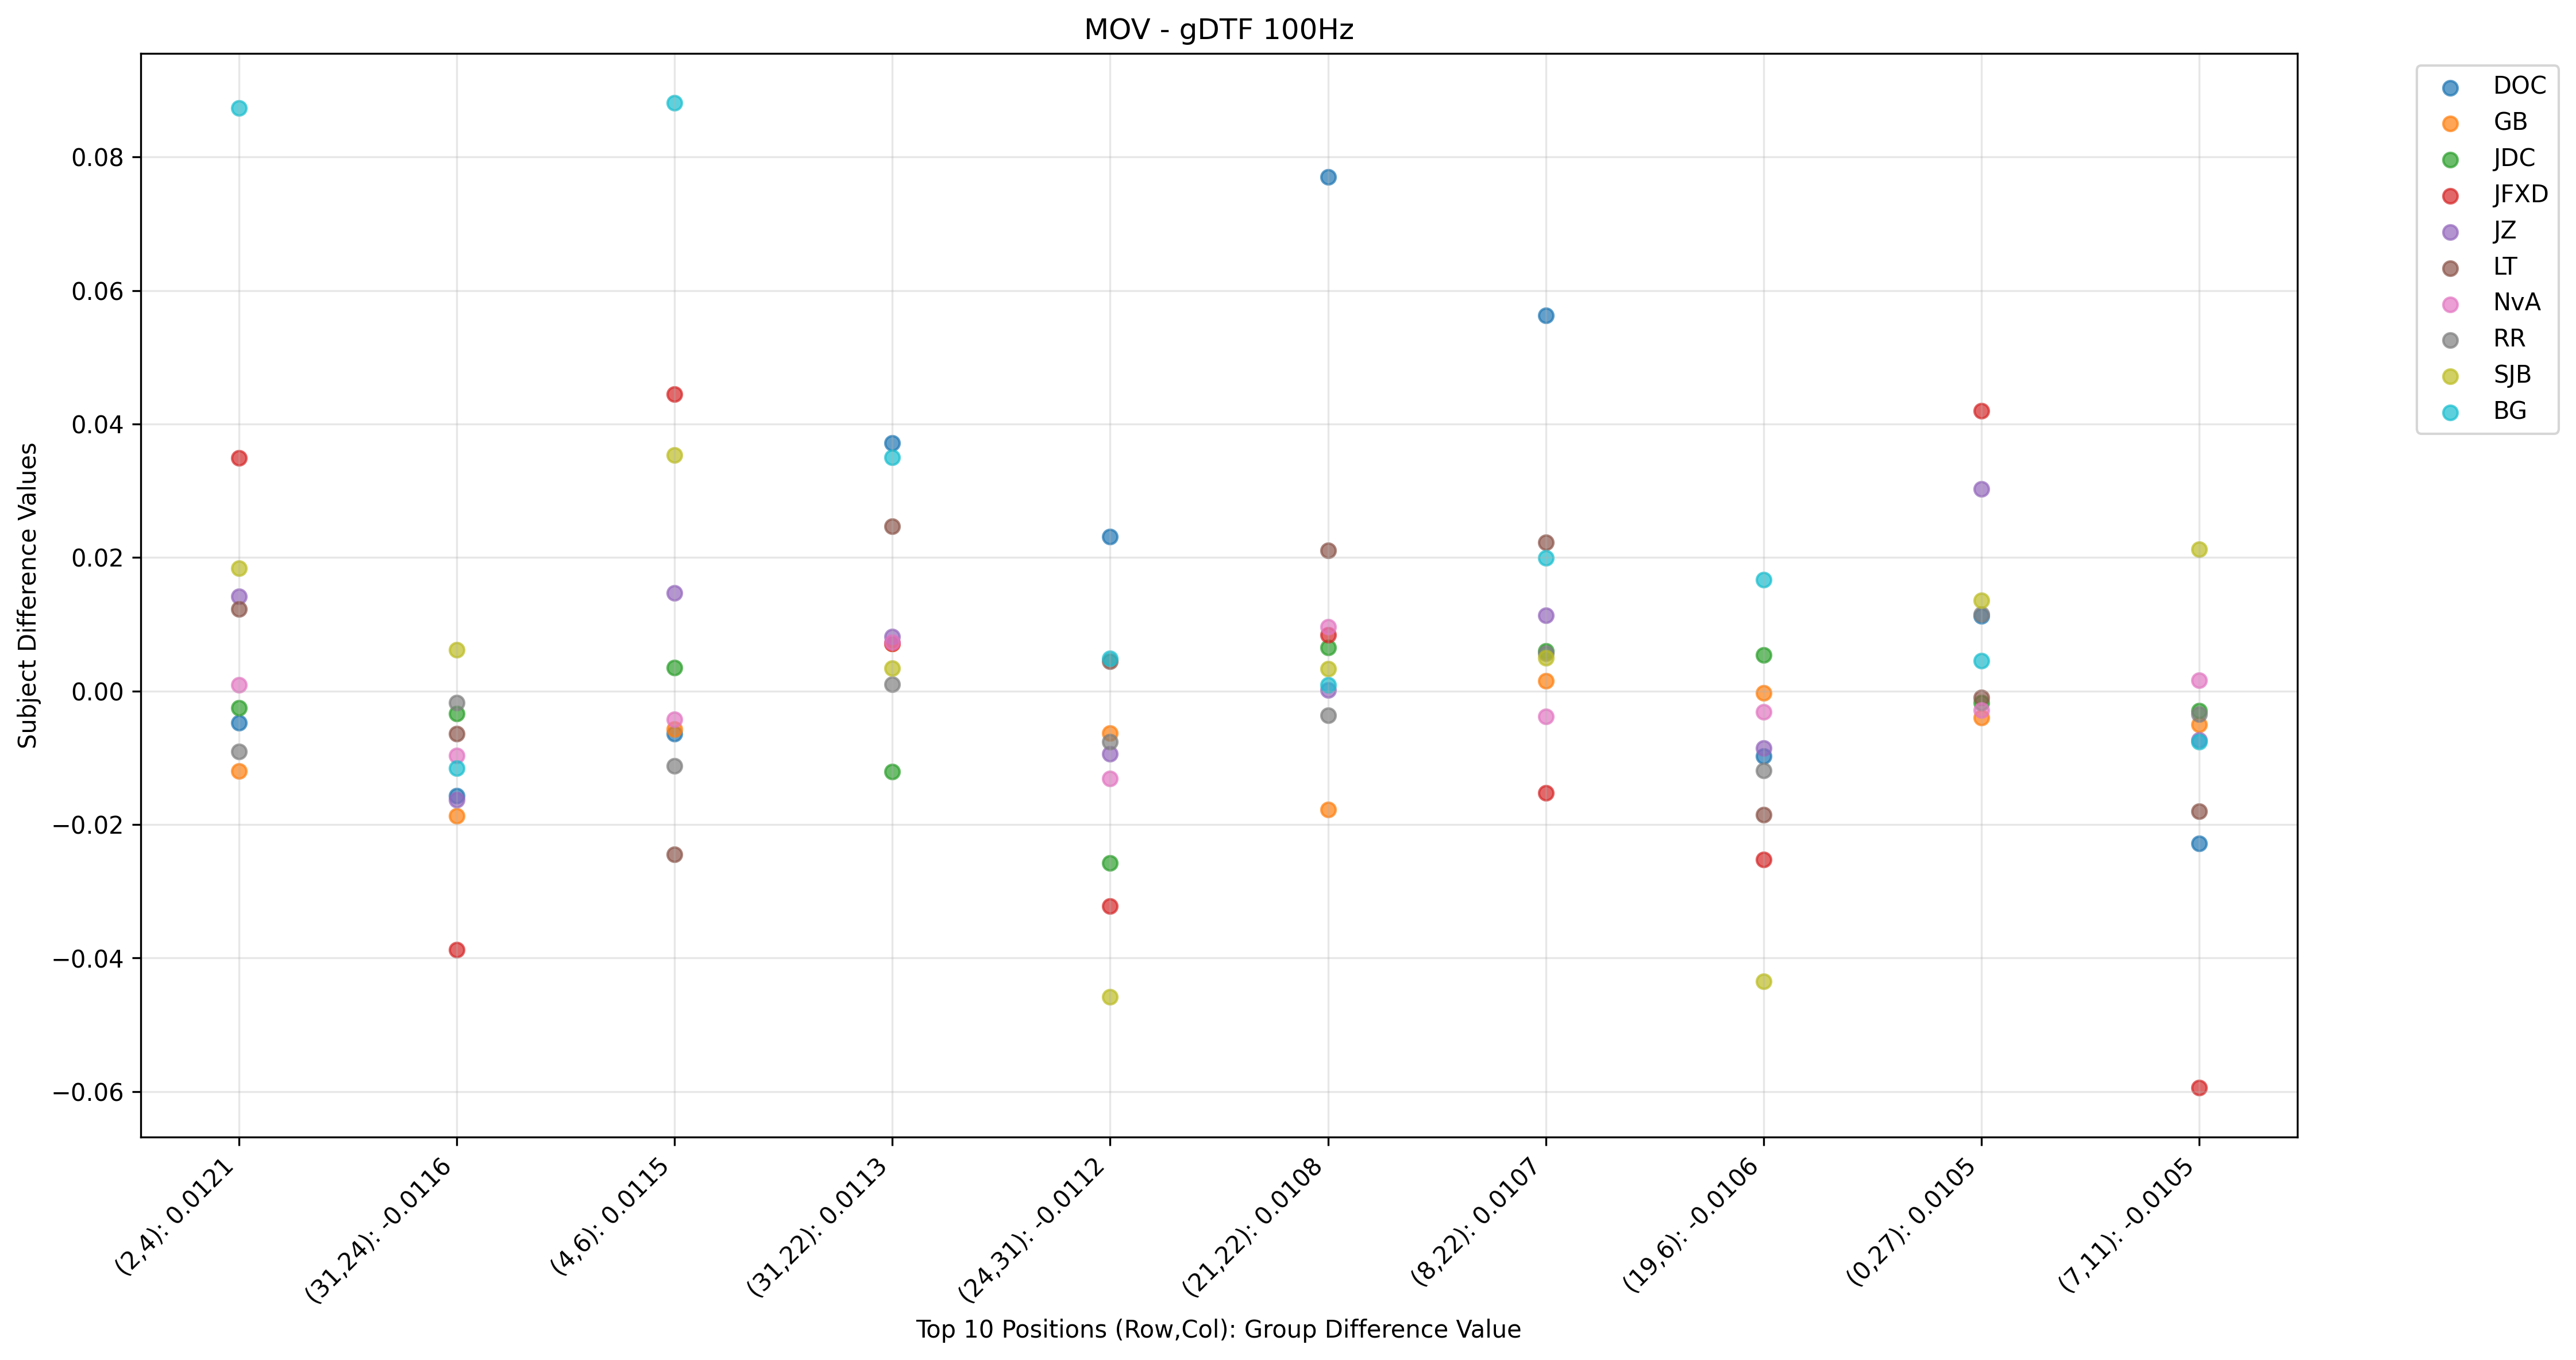 MOV - gDTF 100Hz
Subject Difference Values
0.08
0.06
0.04
0.02
0.00
−0.02
−0.04
−0.06
(2,4): 0.0121
(31,24): -0.0116
(4,6): 0.0115
(31,22): 0.0113
(24,31): -0.0112
(21,22): 0.0108
(8,22): 0.0107
(19,6): -0.0106
(0,27): 0.0105
(7,11): -0.0105
Top 10 Positions (Row,Col): Group Difference Value
DOC
GB
JDC
JFXD
JZ
LT
NvA
RR
SJB
BG